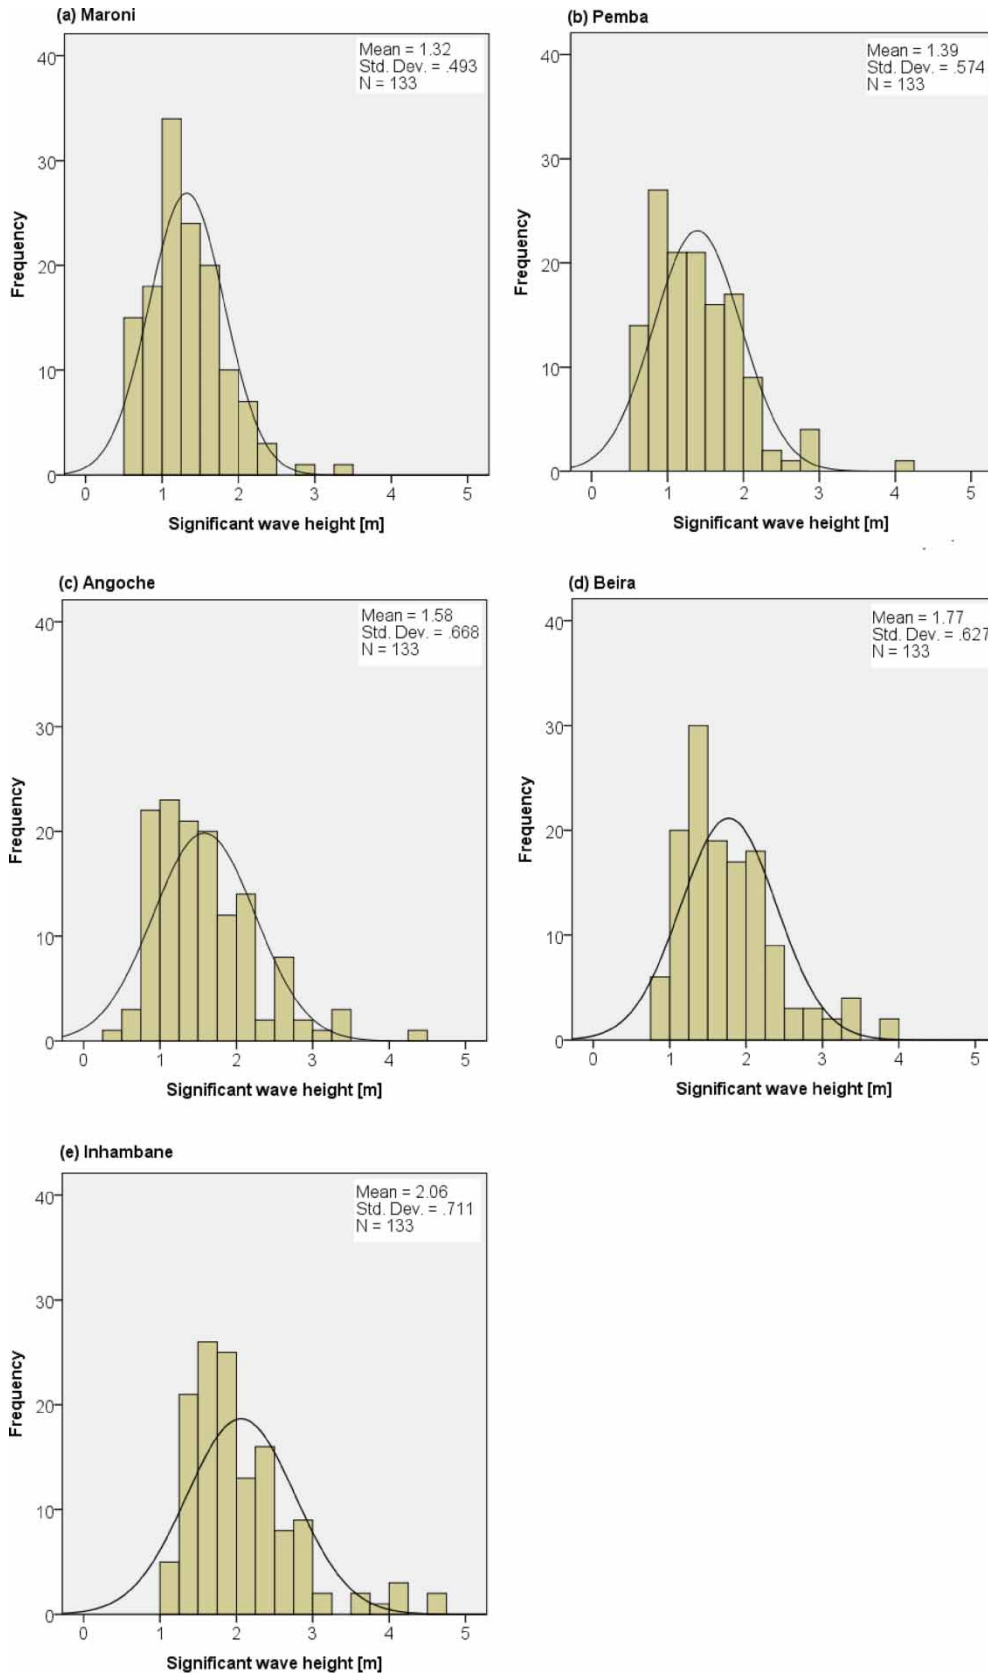 (a) Maroni
Mean = 1.32
Std. Dev. = .493
N = 133
40
30
20
10
0
Frequency
0 1 2 3 4 5
Significant wave height [m]
(b) Pemba
Mean = 1.39
Std. Dev. = .574
N = 133
40
30
20
10
0
Frequency
0 1 2 3 4 5
Significant wave height [m]
(c) Angoche
Mean = 1.58
Std. Dev. = .668
N = 133
40
30
20
10
0
Frequency
0 1 2 3 4 5
Significant wave height [m]
(d) Beira
Mean = 1.77
Std. Dev. = .627
N = 133
40
30
20
10
0
Frequency
0 1 2 3 4 5
Significant wave height [m]
(e) Inhambane
Mean = 2.06
Std. Dev. = .711
N = 133
40
30
20
10
0
Frequency
0 1 2 3 4 5
Significant wave height [m]